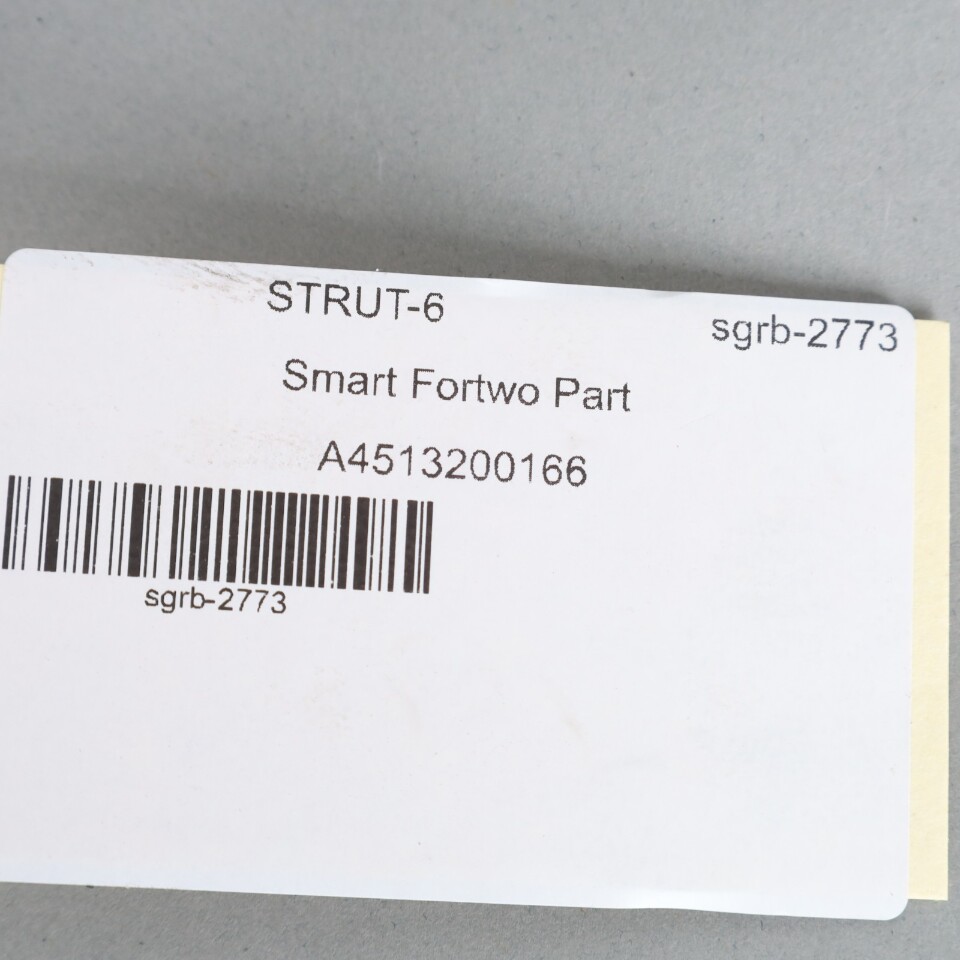 STRUT-6
sgrb-2773
Smart Fortwo Part
A4513200166
sgrb-2773